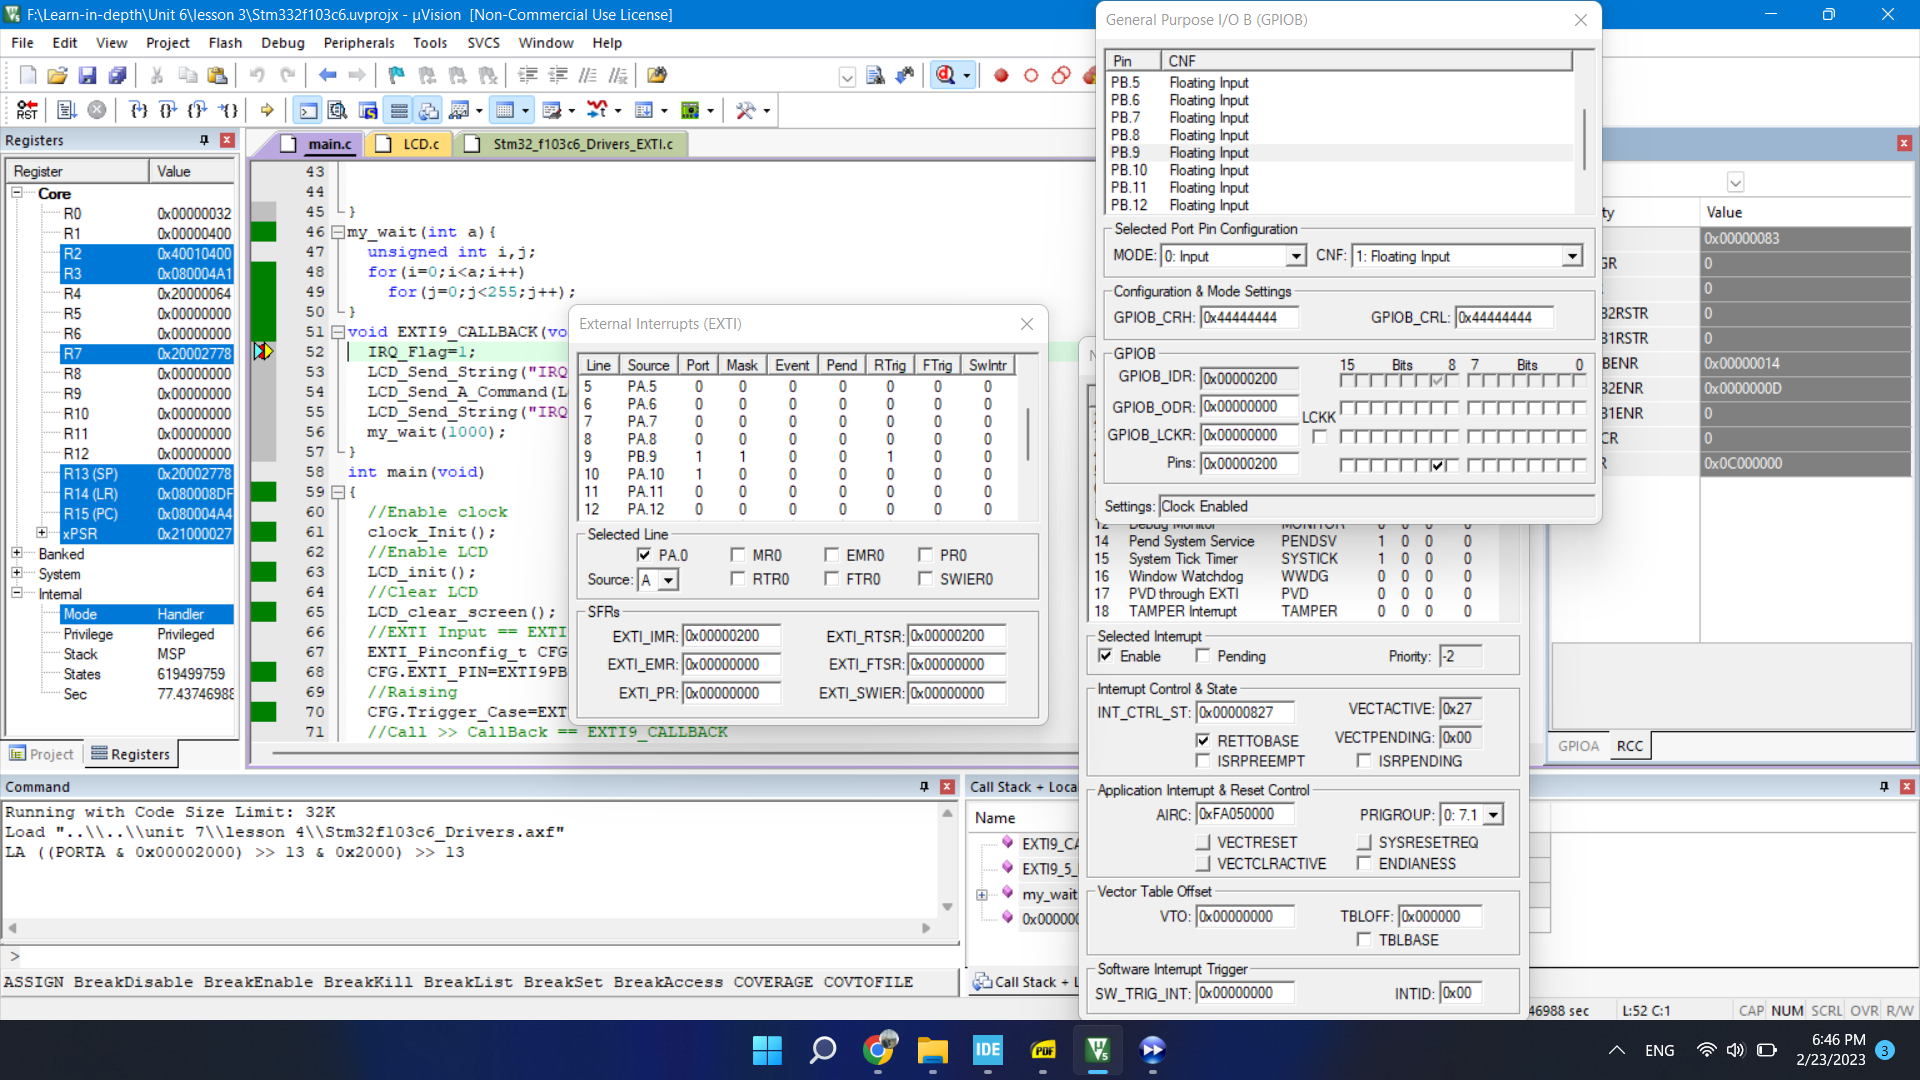 F:\Learn-in-depth\Unit 6\lesson 3\Stm332f103c6.uvprojx - µVision [Non-Commercial Use License]
File Edit View Project Flash Debug Peripherals Tools SVCS Window Help
Registers
Register Value
Core
R0 0x00000032
R1 0x00000400
R2 0x40010400
R3 0x080004A1
R4 0x20000064
R5 0x00000000
R6 0x00000000
R7 0x20002778
R8 0x00000000
R9 0x00000000
R10 0x00000000
R11 0x00000000
R12 0x00000000
R13 (SP) 0x20002778
R14 (LR) 0x080008DF
R15 (PC) 0x080004A4
xPSR 0x21000027
Banked
System
Internal
Mode Handler
Privilege Privileged
Stack MSP
States 619499759
Sec 77.43746988
Project Registers
main.c LCD.c Stm32_f103c6_Drivers_EXTI.c
43
44
45 }
46 my_wait(int a){
47 unsigned int i,j;
48 for(i=0;i<a;i++)
49 for(j=0;j<255;j++);
50 }
51 void EXTI9_CALLBACK(vo
52 IRQ_Flag=1;
53 LCD_Send_String("IRQ
54 LCD_Send_A_Command(L
55 LCD_Send_String("IRQ
56 my_wait(1000);
57 }
58 int main(void)
59 {
60 //Enable clock
61 clock_Init();
62 //Enable LCD
63 LCD_init();
64 //Clear LCD
65 LCD_clear_screen();
66 //EXTI Input == EXTI
67 EXTI_Pinconfig_t CFG
68 CFG.EXTI_PIN=EXTI9PB
69 //Raising
70 CFG.Trigger_Case=EXT
71 //Call >> CallBack == EXTI9_CALLBACK
External Interrupts (EXTI)
Line Source Port Mask Event Pend RTrig FTrig SwIntr
5 PA.5 0 0 0 0 0 0 0
6 PA.6 0 0 0 0 0 0 0
7 PA.7 0 0 0 0 0 0 0
8 PA.8 0 0 0 0 0 0 0
9 PB.9 1 1 0 0 1 0 0
10 PA.10 1 0 0 0 0 0 0
11 PA.11 0 0 0 0 0 0 0
12 PA.12 0 0 0 0 0 0 0
Selected Line
PA.0 MR0 EMR0 PR0
Source: A RTR0 FTR0 SWIER0
SFRs
EXTI_IMR: 0x00000200 EXTI_RTSR: 0x00000200
EXTI_EMR: 0x00000000 EXTI_FTSR: 0x00000000
EXTI_PR: 0x00000000 EXTI_SWIER: 0x00000000
General Purpose I/O B (GPIOB)
Pin CNF
PB.5 Floating Input
PB.6 Floating Input
PB.7 Floating Input
PB.8 Floating Input
PB.9 Floating Input
PB.10 Floating Input
PB.11 Floating Input
PB.12 Floating Input
Selected Port Pin Configuration
MODE: 0: Input CNF: 1: Floating Input
Configuration & Mode Settings
GPIOB_CRH: 0x44444444 GPIOB_CRL: 0x44444444
GPIOB 15 Bits 8 7 Bits 0
GPIOB_IDR: 0x00000200
GPIOB_ODR: 0x00000000
LCKK
GPIOB_LCKR: 0x00000000
Pins: 0x00000200
Settings: Clock Enabled
14 Pend System Service PENDSV 1 0 0 0
15 System Tick Timer SYSTICK 1 0 0 0
16 Window Watchdog WWDG 0 0 0 0
17 PVD through EXTI PVD 0 0 0 0
18 TAMPER Interrupt TAMPER 0 0 0 0
Selected Interrupt
Enable Pending Priority: -2
Interrupt Control & State
INT_CTRL_ST: 0x00000827 VECTACTIVE: 0x27
RETTOBASE VECTPENDING: 0x00
ISRPREEMPT ISRPENDING
Application Interrupt & Reset Control
AIRC: 0xFA050000 PRIGROUP: 0: 7.1
VECTRESET SYSRESETREQ
VECTCLRACTIVE ENDIANESS
Vector Table Offset
VTO: 0x00000000 TBLOFF: 0x000000
TBLBASE
Software Interrupt Trigger
SW_TRIG_INT: 0x00000000 INTID: 0x00
ty Value
0x00000083
GR 0
0
B2RSTR 0
B1RSTR 0
BENR 0x00000014
B2ENR 0x0000000D
B1ENR 0
CR 0
R 0x0C000000
GPIOA RCC
Command
Running with Code Size Limit: 32K
Load "..\\..\\unit 7\\lesson 4\\Stm32f103c6_Drivers.axf"
LA ((PORTA & 0x00002000) >> 13 & 0x2000) >> 13
>
ASSIGN BreakDisable BreakEnable BreakKill BreakList BreakSet BreakAccess COVERAGE COVTOFILE
Call Stack + Loca
Name
EXTI9_CA
EXTI9_5_
my_wait
0x000000
Call Stack + L
46988 sec L:52 C:1 CAP NUM SCRL OVR R/W
ENG
6:46 PM
2/23/2023
3